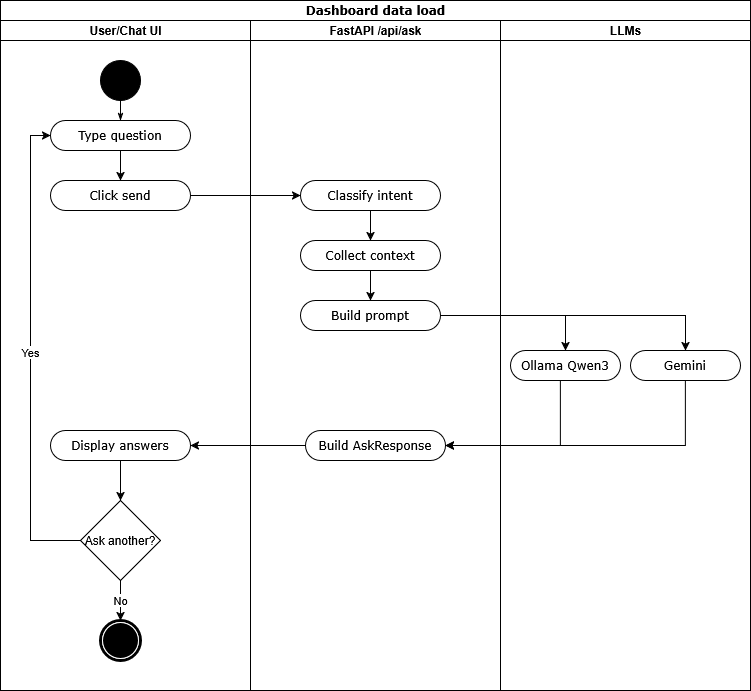 Dashboard data load
User/Chat UI
FastAPI /api/ask
LLMs
Type question
Click send
Classify intent
Collect context
Build prompt
Yes
Ollama Qwen3
Gemini
Display answers
Build AskResponse
Ask another?
No